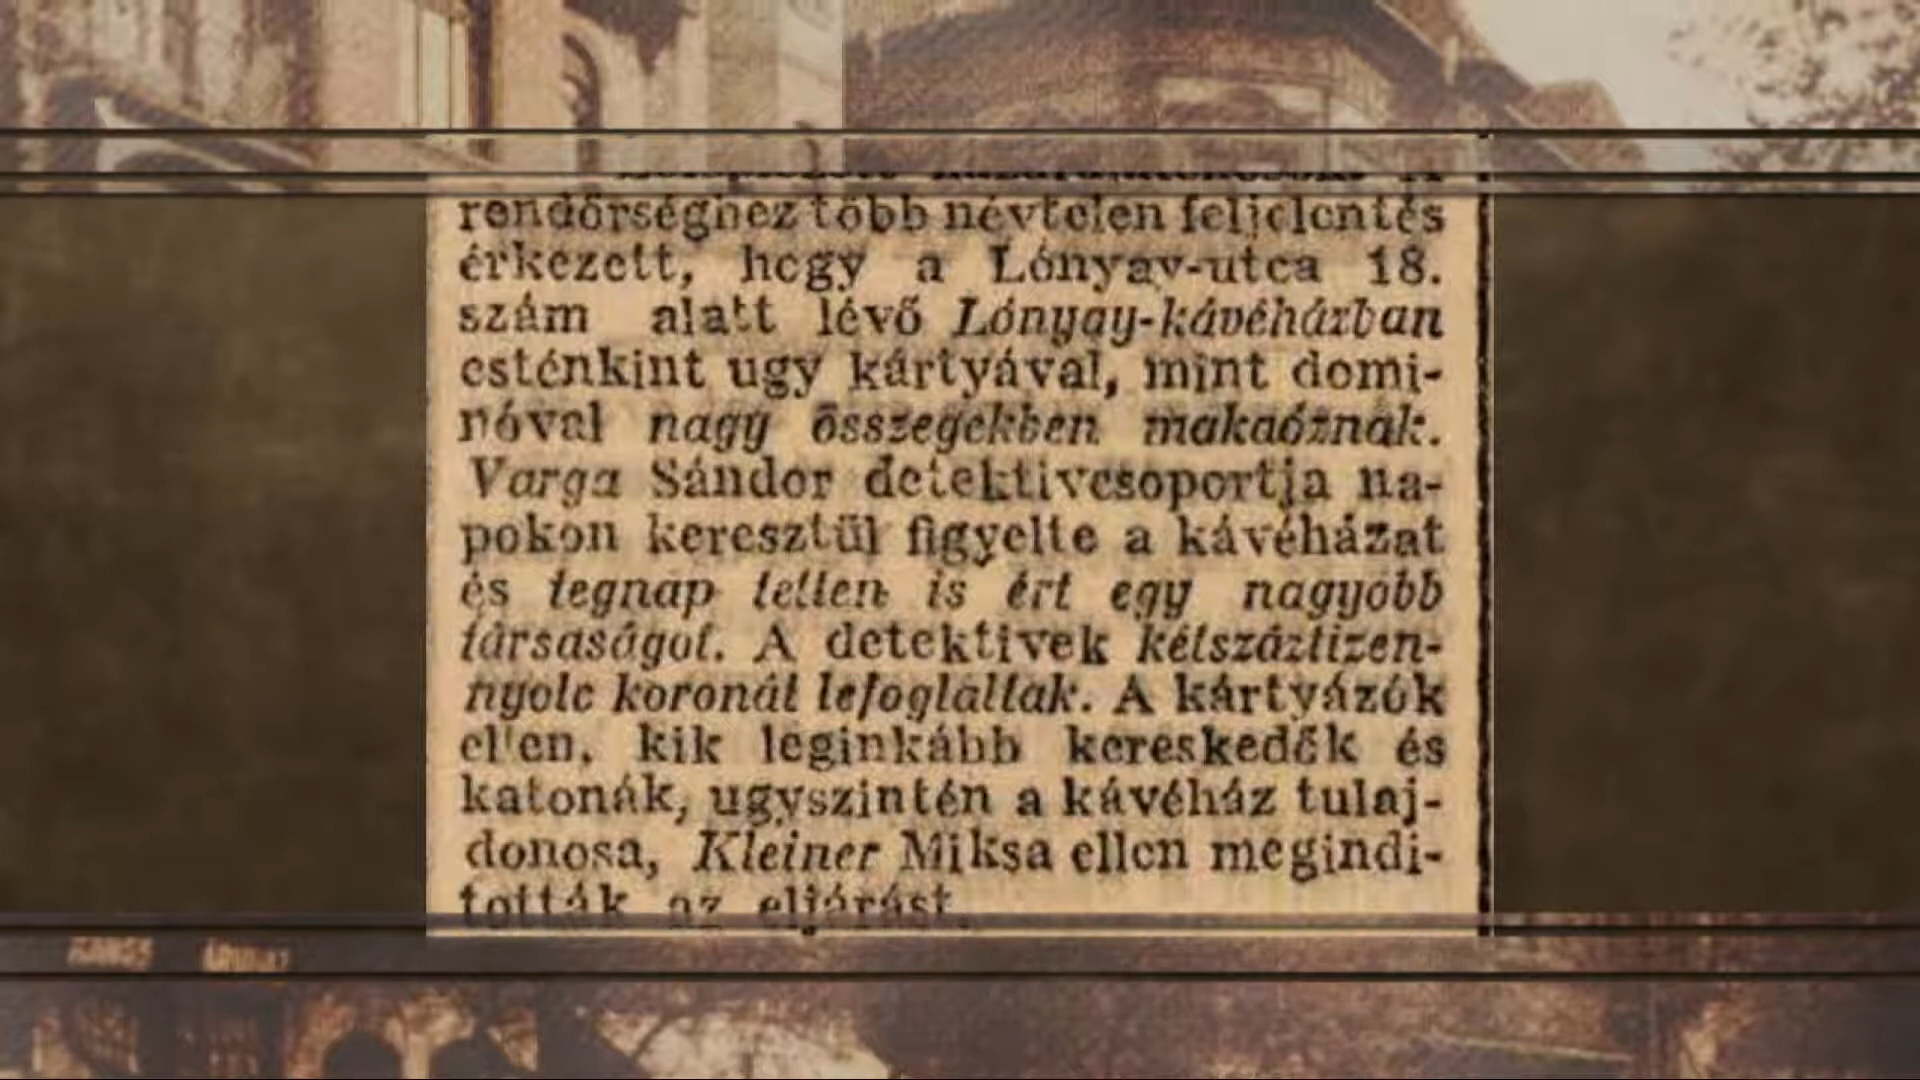 rendőrséghez több névtelen feljelentés
érkezett, hogy a Lónyay-utca 18.
szám alatt lévő Lónyay-kávéházban
esténkint ugy kártyával, mint domi-
nóval nagy összegekben makaóznak.
Varga Sándor detektivcsoportja na-
pokon keresztül figyelte a kávéházat
és tegnap tetten is ért egy nagyobb
társaságot. A detektivek kétszáztizen-
nyolc koronát lefoglaltak. A kártyázók
ellen, kik leginkább kereskedők és
katonák, ugyszintén a kávéház tulaj-
donosa, Kleiner Miksa ellen megindi-
tották az eljárást.